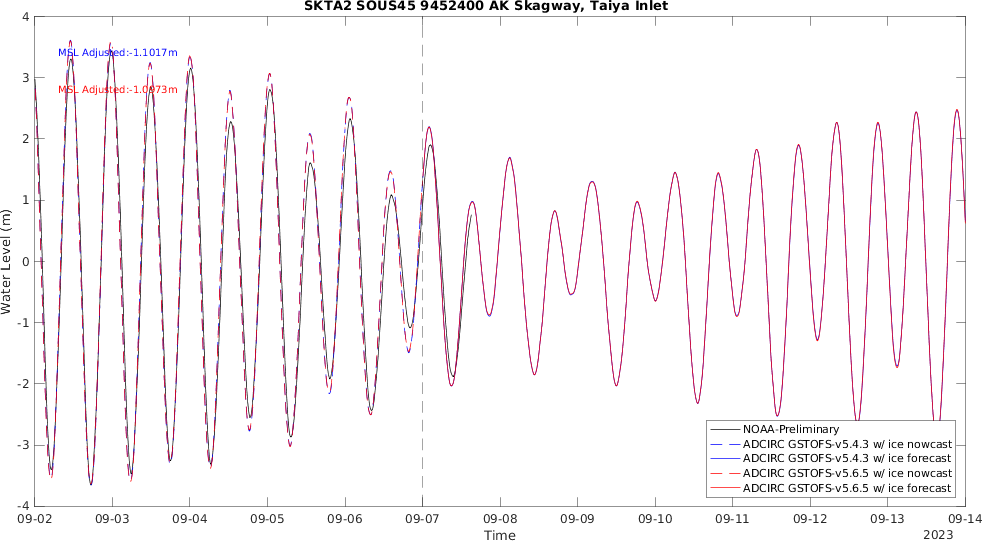 SKTA2 SOUS45 9452400 AK Skagway, Taiya Inlet
4
3
2
1
0
-1
-2
-3
-4
Water Level (m)
MSL Adjusted:-1.1017m
MSL Adjusted:-1.0973m
NOAA-Preliminary
ADCIRC GSTOFS-v5.4.3 w/ ice nowcast
ADCIRC GSTOFS-v5.4.3 w/ ice forecast
ADCIRC GSTOFS-v5.6.5 w/ ice nowcast
ADCIRC GSTOFS-v5.6.5 w/ ice forecast
09-02 09-03 09-04 09-05 09-06 09-07 09-08 09-09 09-10 09-11 09-12 09-13 09-14
Time
2023